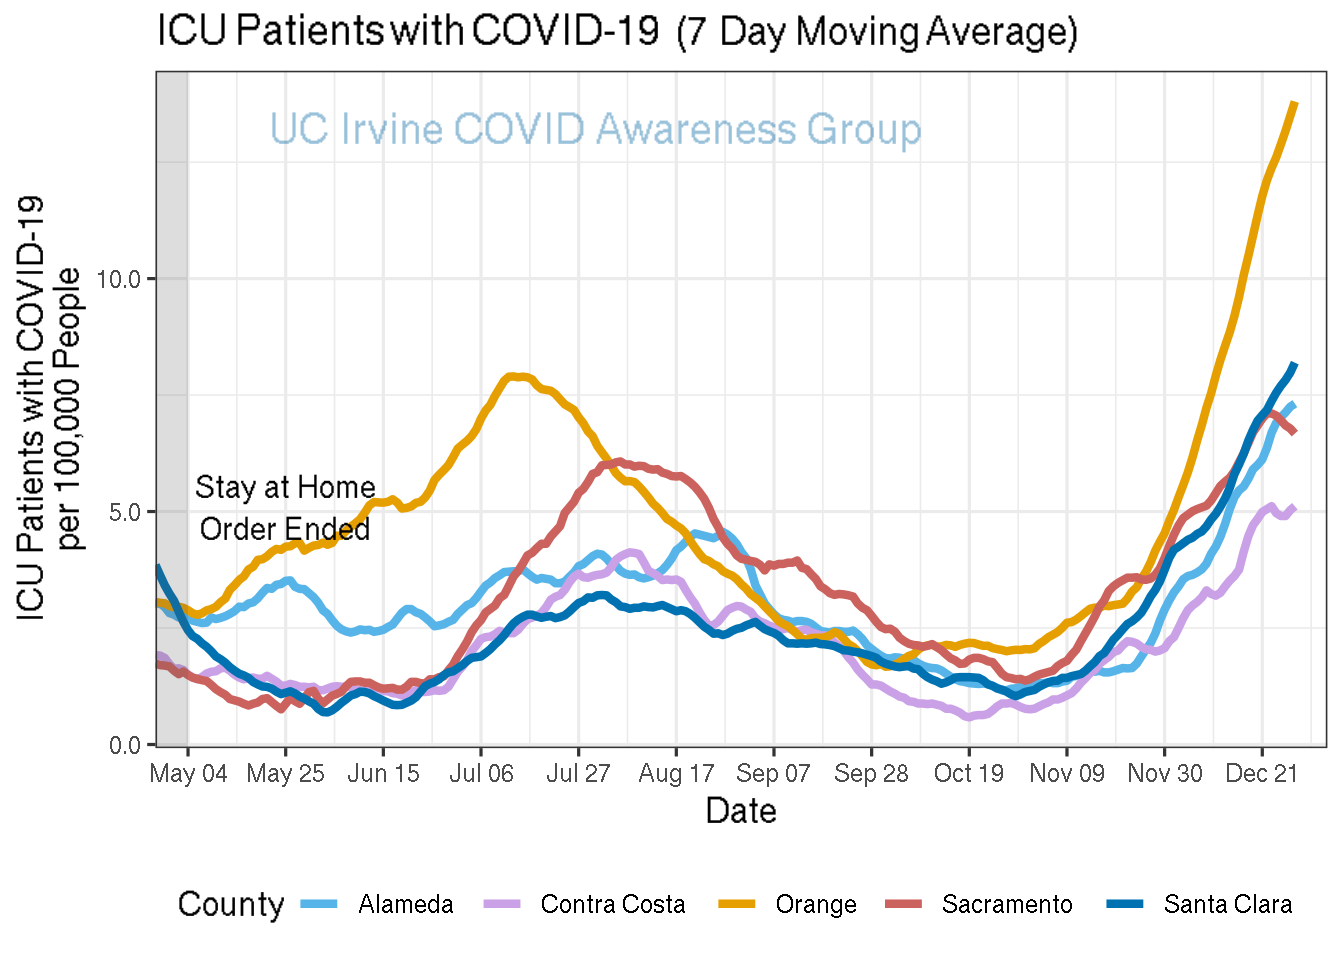 ICU Patients with COVID-19 (7 Day Moving Average)
UC Irvine COVID Awareness Group
ICU Patients with COVID-19
per 100,000 People
10.0
5.0
0.0
Stay at Home
Order Ended
May 04 May 25 Jun 15 Jul 06 Jul 27 Aug 17 Sep 07 Sep 28 Oct 19 Nov 09 Nov 30 Dec 21
Date
County Alameda Contra Costa Orange Sacramento Santa Clara